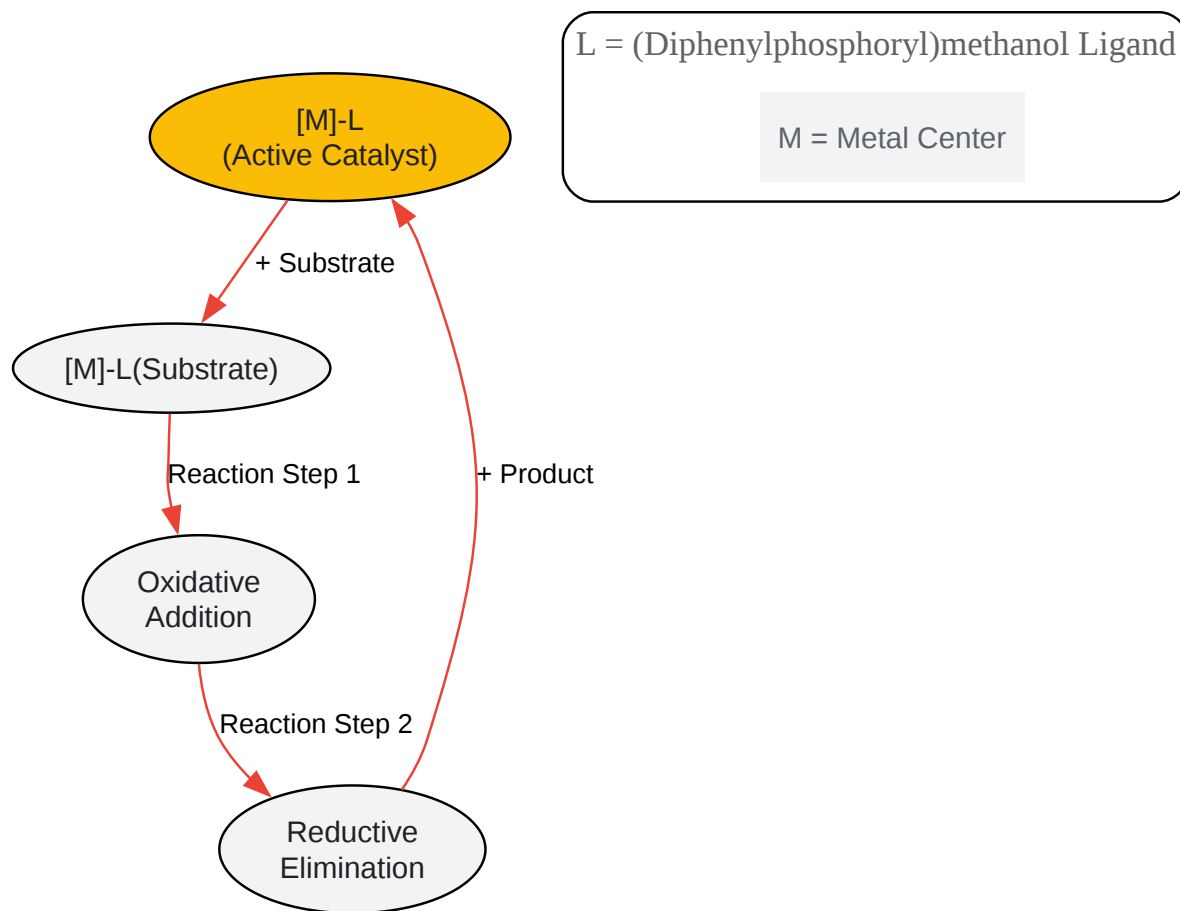 L = (Diphenylphosphoryl)methanol Ligand
M = Metal Center
[M]-L
(Active Catalyst)
+ Substrate
[M]-L(Substrate)
Reaction Step 1
+ Product
Oxidative
Addition
Reaction Step 2
Reductive
Elimination